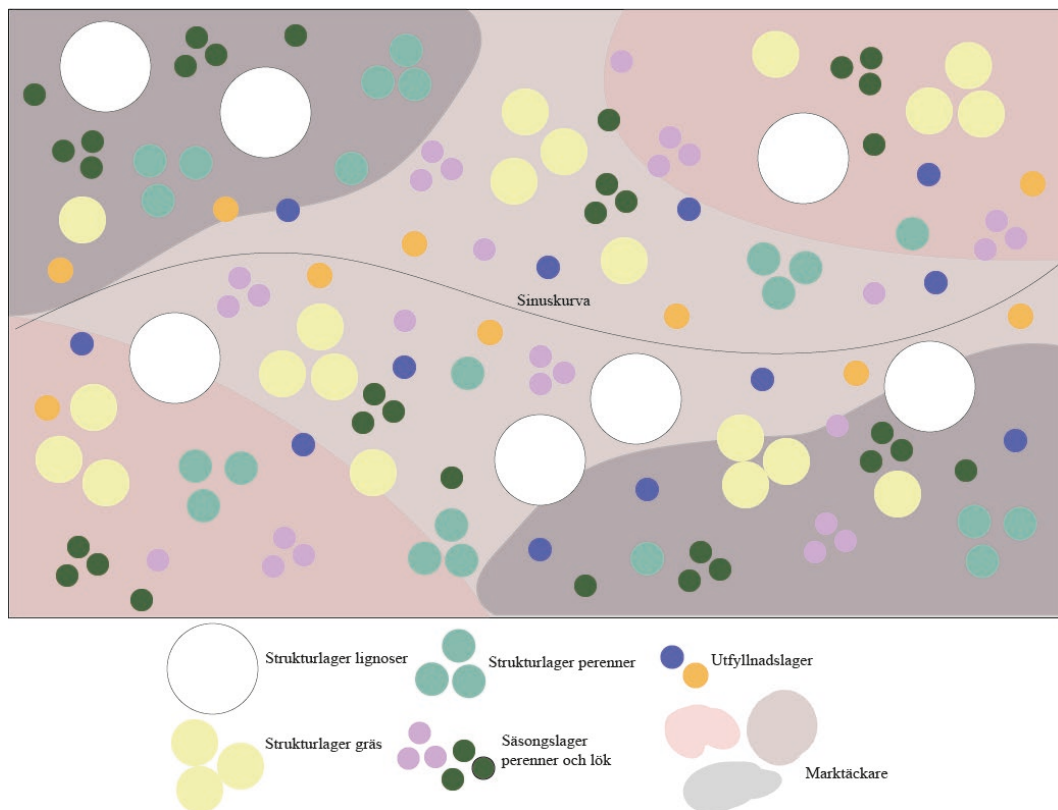 Sinuskurva
Strukturlager lignoser
Strukturlager perenner
Utfyllnadslager
Strukturlager gräs
Säsongslager
perenner och lök
Marktäckare